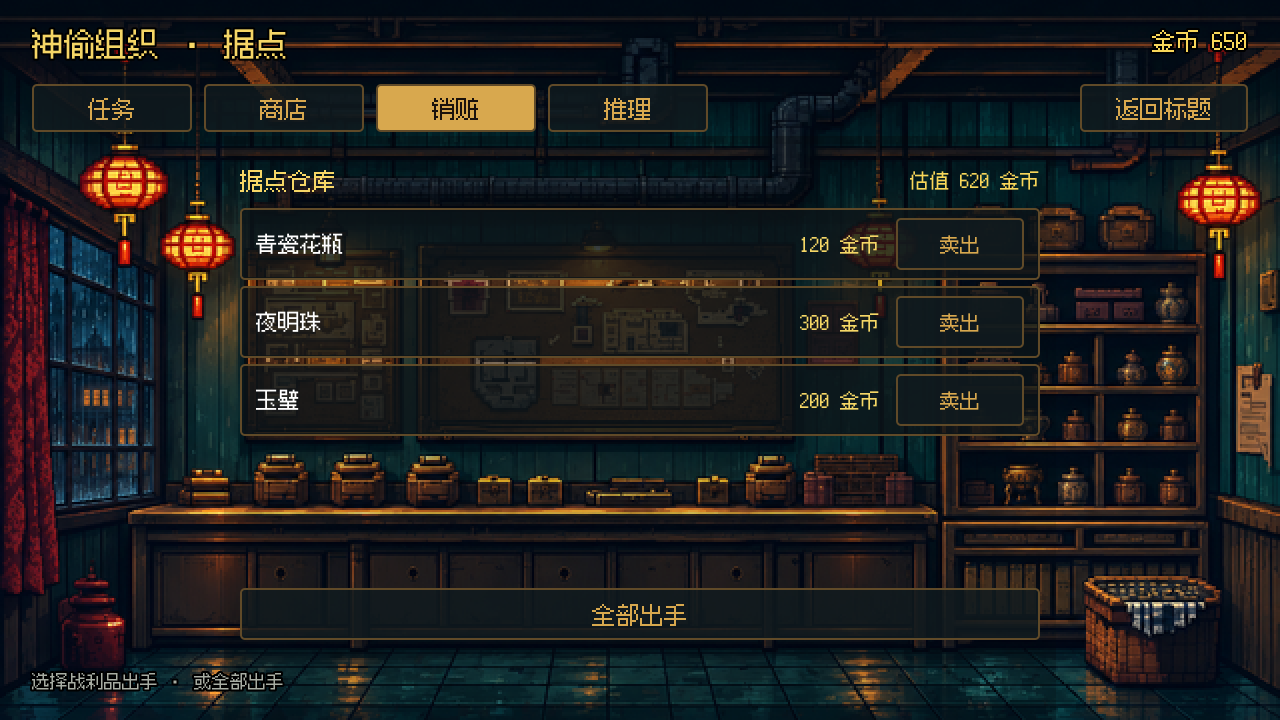 神偷组织 · 据点
金币 650
任务
商店
销赃
推理
返回标题
据点仓库
估值 620 金币
青瓷花瓶
120 金币
卖出
夜明珠
300 金币
卖出
玉璧
200 金币
卖出
全部出手
选择战利品出手 · 或全部出手